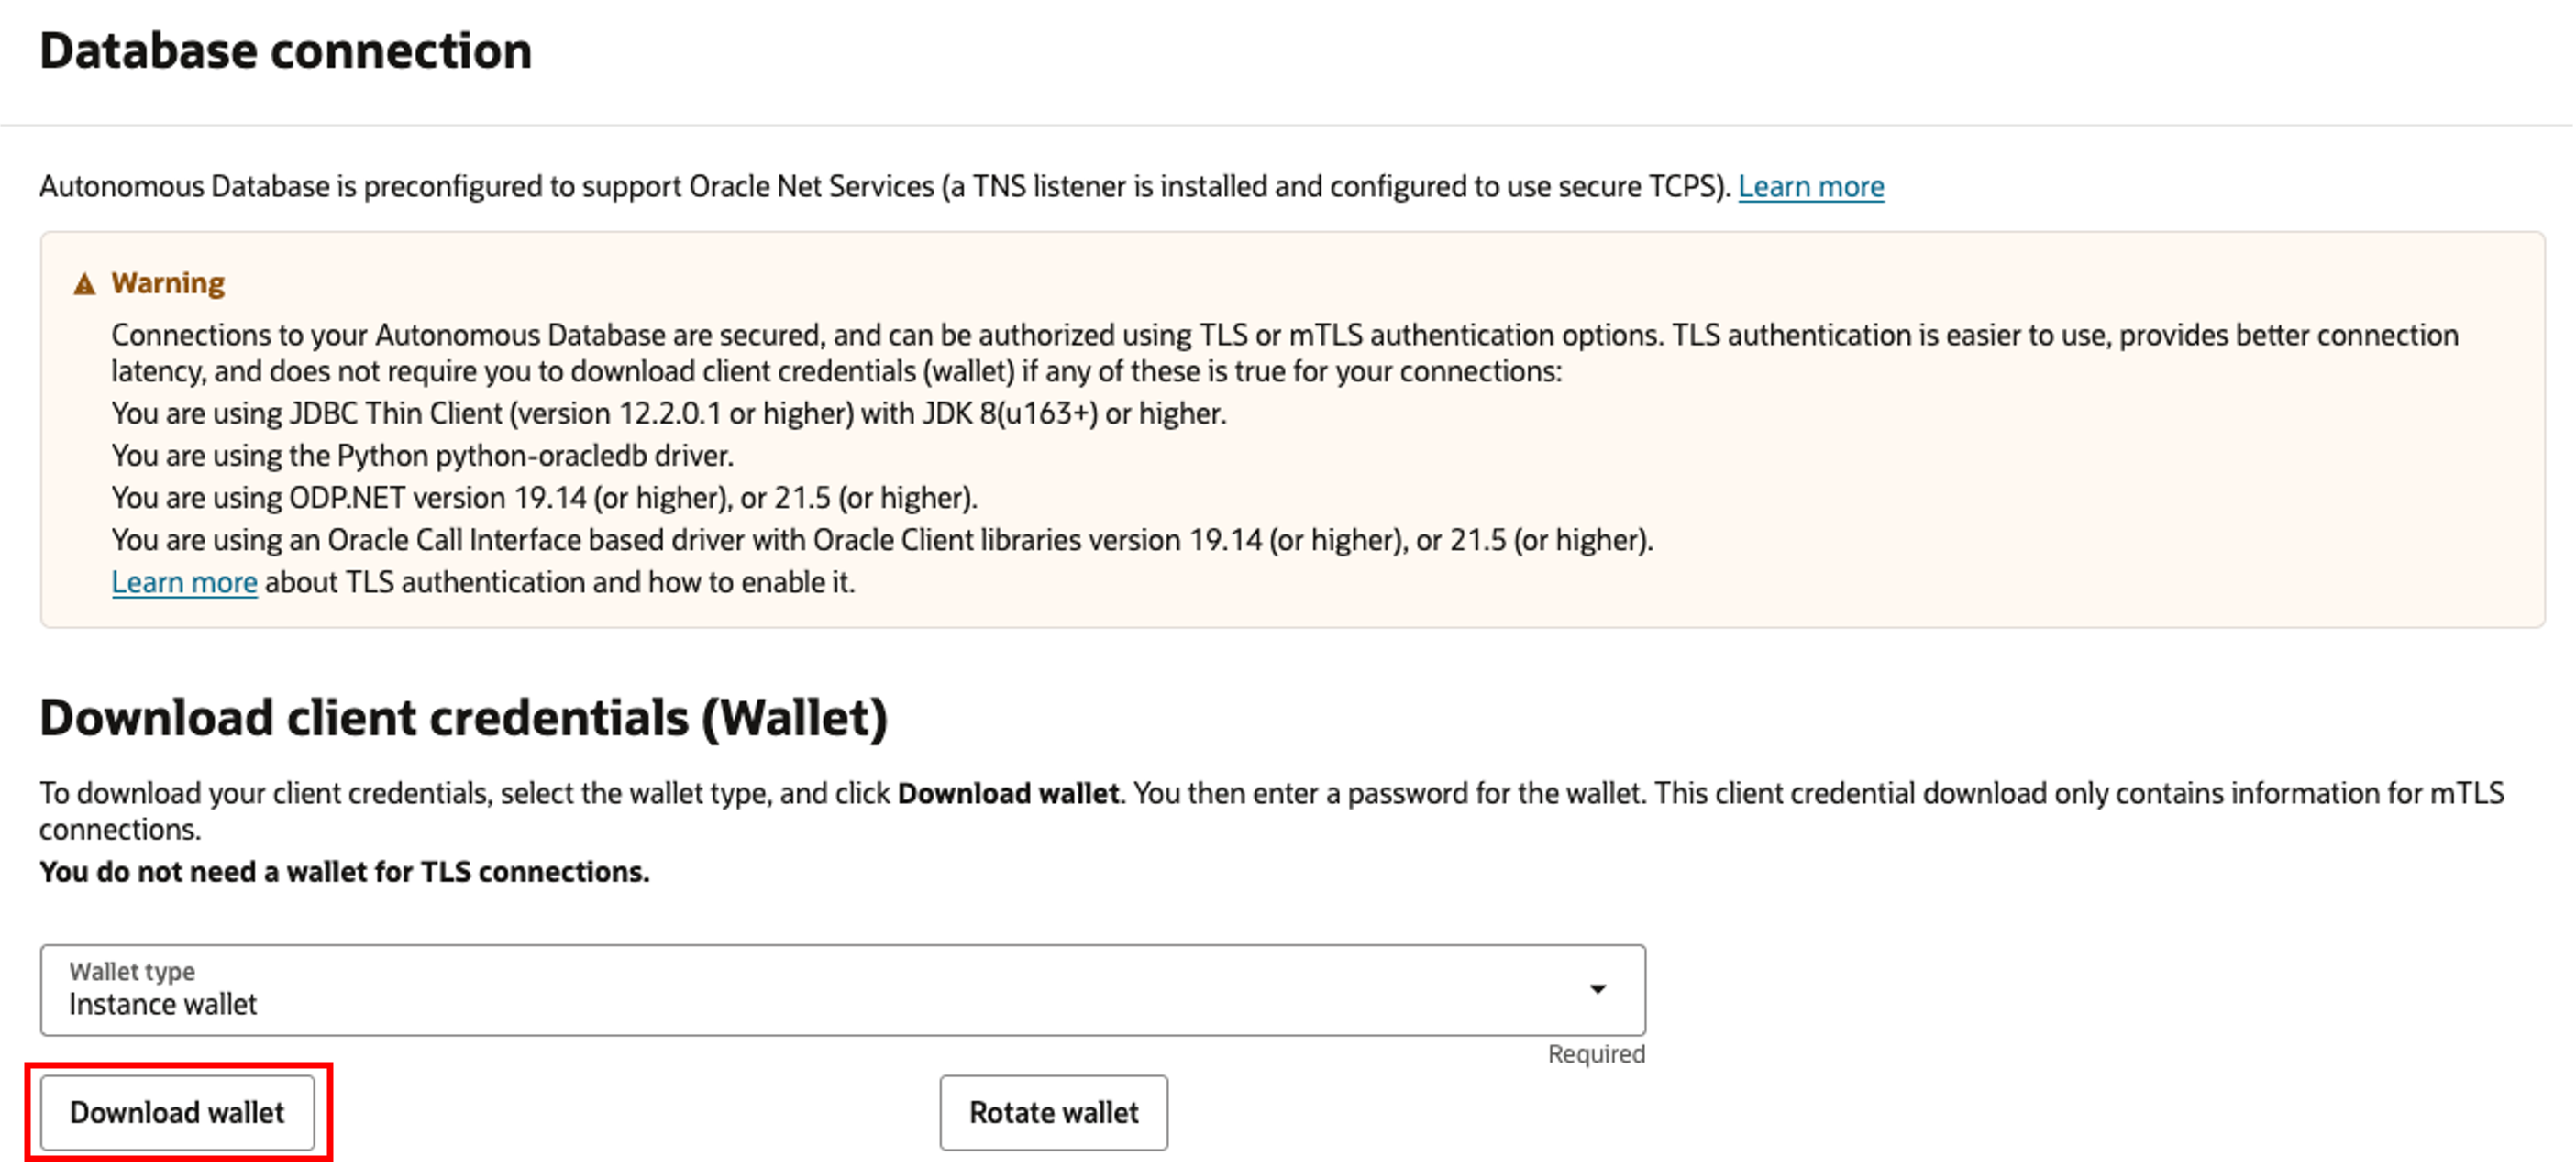 Database connection
Autonomous Database is preconfigured to support Oracle Net Services (a TNS listener is installed and configured to use secure TCPS). Learn more
Warning
Connections to your Autonomous Database are secured, and can be authorized using TLS or mTLS authentication options. TLS authentication is easier to use, provides better connection
latency, and does not require you to download client credentials (wallet) if any of these is true for your connections:
You are using JDBC Thin Client (version 12.2.0.1 or higher) with JDK 8(u163+) or higher.
You are using the Python python-oracledb driver.
You are using ODP.NET version 19.14 (or higher), or 21.5 (or higher).
You are using an Oracle Call Interface based driver with Oracle Client libraries version 19.14 (or higher), or 21.5 (or higher).
Learn more about TLS authentication and how to enable it.
Download client credentials (Wallet)
To download your client credentials, select the wallet type, and click Download wallet. You then enter a password for the wallet. This client credential download only contains information for mTLS
connections.
You do not need a wallet for TLS connections.
Wallet type
Instance wallet
Required
Download wallet
Rotate wallet